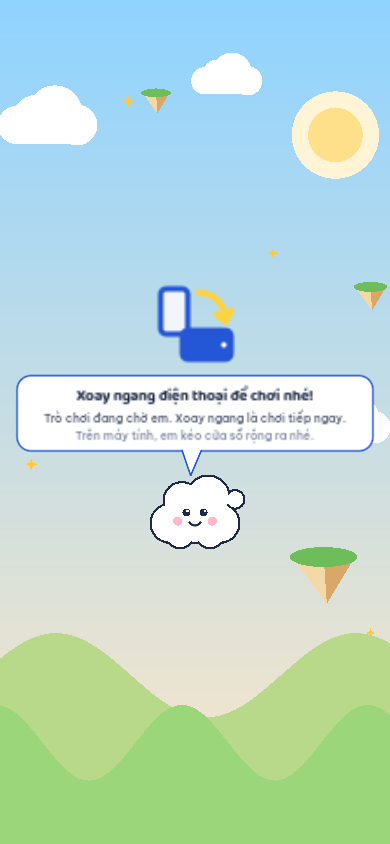 Xoay ngang điện thoại để chơi nhé!
Trò chơi đang chờ em. Xoay ngang là chơi tiếp ngay.
Trên máy tính, em kéo cửa sổ rộng ra nhé.